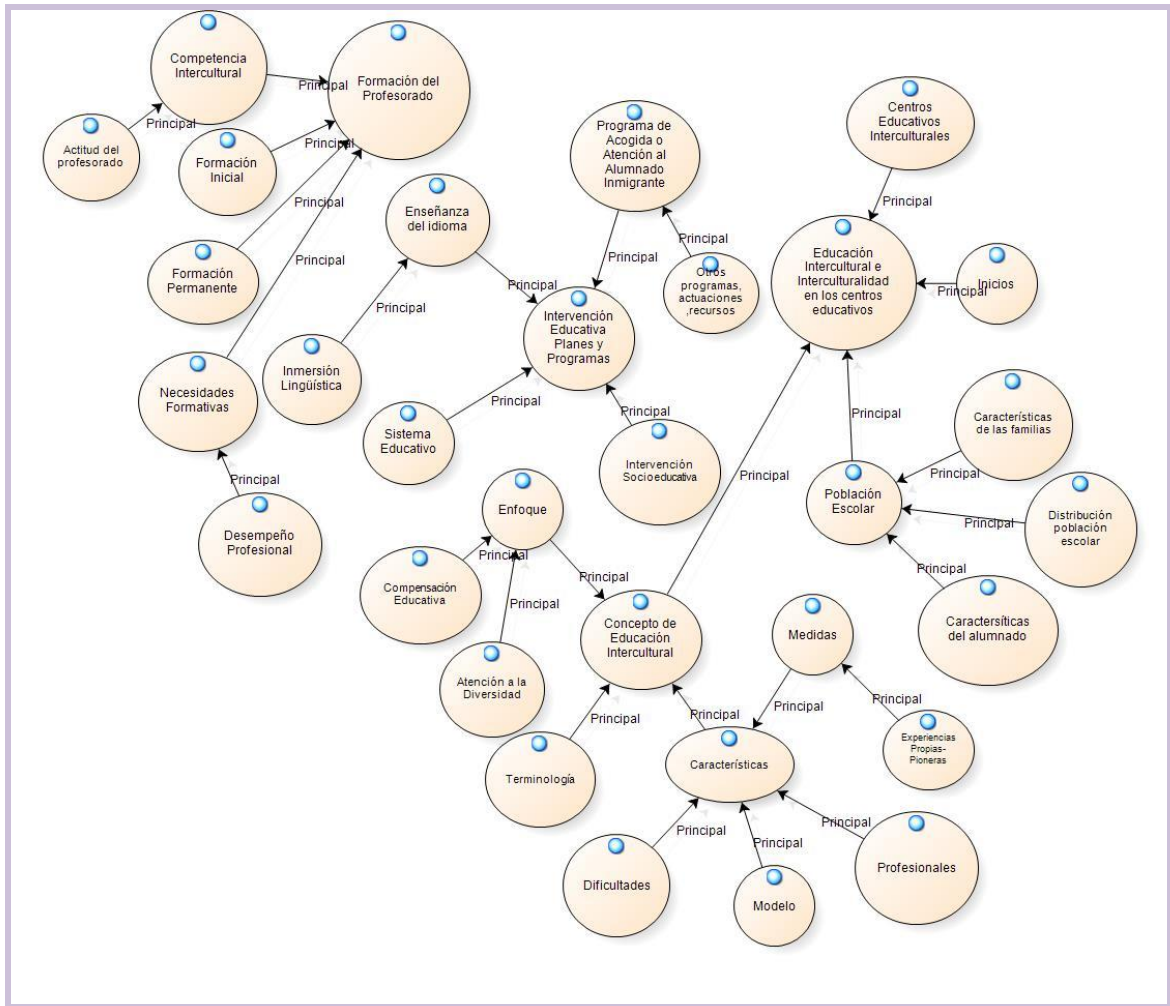 Competencia
Intercultural
Principal
Formación del
Profesorado
Actitud del
profesorado
Principal
Formación
Inicial
Principal
Formación
Permanente
Principal
Necesidades
Formativas
Principal
Desempeño
Profesional
Principal
Programa de
Acogida o
Atención al
Alumnado
Inmigrante
Principal
Otros
programas,
actuaciones
,recursos
Principal
Enseñanza
del idioma
Principal
Inmersión
Lingüística
Principal
Intervención
Educativa
Planes y
Programas
Sistema
Educativo
Principal
Intervención
Socioeducativa
Principal
Centros
Educativos
Interculturales
Principal
Educación
Intercultural e
Interculturalidad
en los centros
educativos
Inicios
Principal
Principal
Población
Escolar
Características
de las familias
Principal
Distribución
población
escolar
Principal
Caractersíticas
del alumnado
Principal
Principal
Enfoque
Principal
Compensación
Educativa
Principal
Atención a la
Diversidad
Principal
Concepto de
Educación
Intercultural
Terminología
Principal
Características
Principal
Medidas
Principal
Experiencias
Propias-
Pioneras
Principal
Dificultades
Principal
Modelo
Principal
Profesionales
Principal